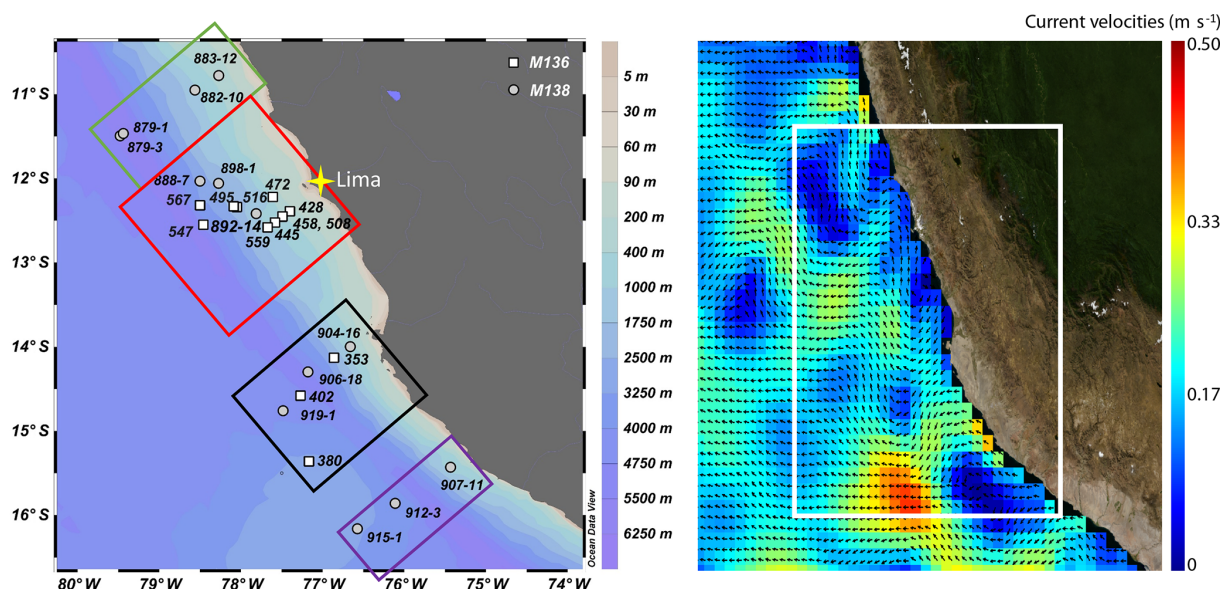 Current velocities (m s⁻¹)
M136
M138
883-12
882-10
879-1
879-3
898-1
888-7
472
Lima
567
495
516
428
547
892-14
458, 508
445
559
904-16
353
906-18
402
919-1
380
907-11
912-3
915-1
11°S
12°S
13°S
14°S
15°S
16°S
80°W
79°W
78°W
77°W
76°W
75°W
74°W
5 m
30 m
60 m
90 m
200 m
400 m
1000 m
1750 m
2500 m
3250 m
4000 m
4750 m
5500 m
6250 m
Ocean Data View
0.50
0.33
0.17
0